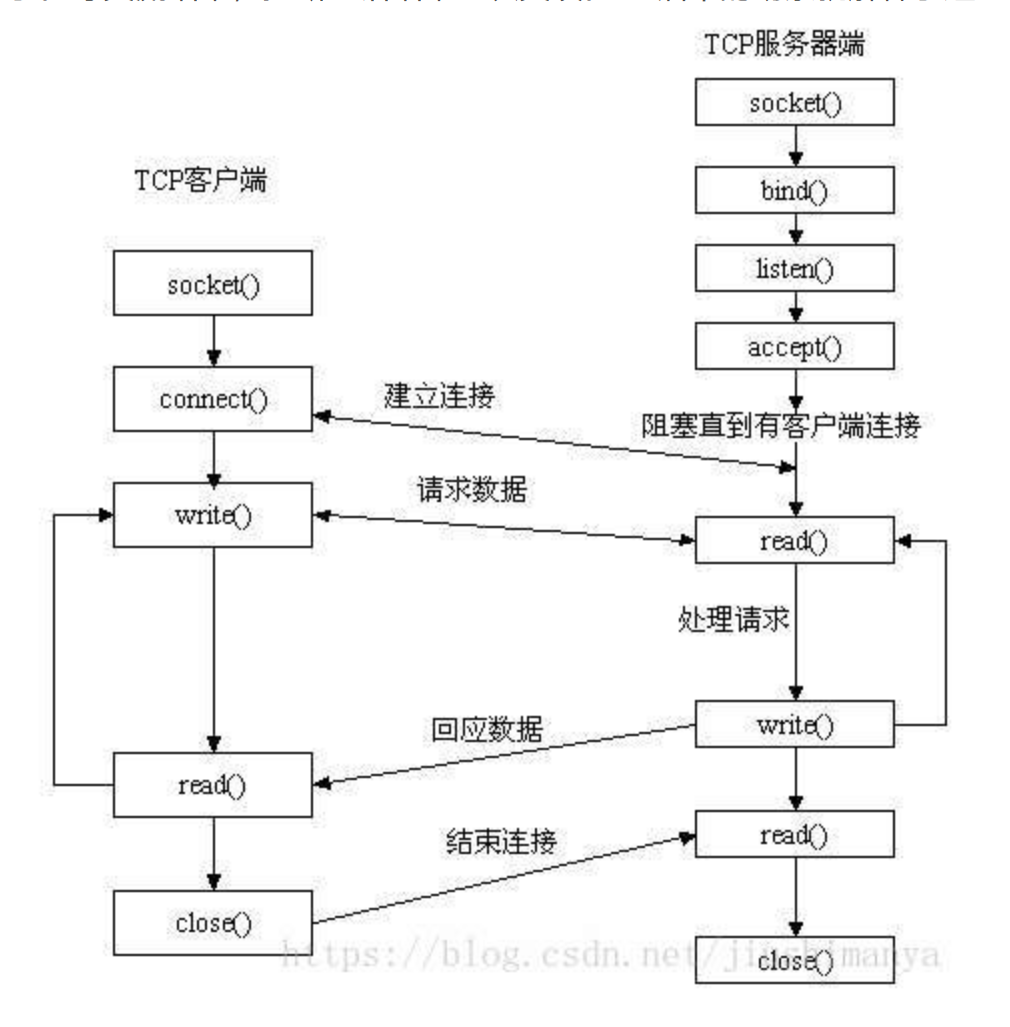 TCP服务器端
socket()
bind()
TCP客户端
listen()
socket()
accept()
connect()
建立连接
阻塞直到有客户端连接
请求数据
write()
read()
处理请求
回应数据
write()
read()
结束连接
read()
close()
close()
https://blog.csdn.net/jinshimanya